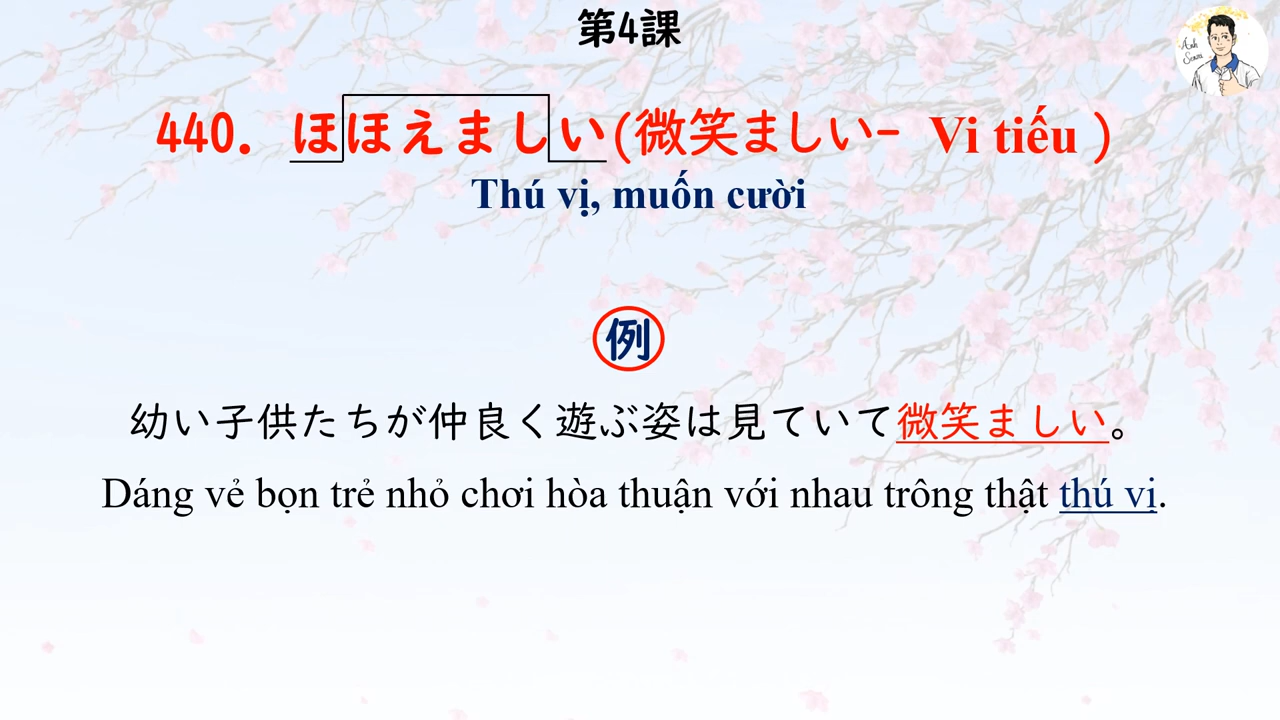 第4課
Anh Sensei
440. ほほえましい(微笑ましい- Vi tiếu )
Thú vị, muốn cười
例
幼い子供たちが仲良く遊ぶ姿は見ていて微笑ましい。
Dáng vẻ bọn trẻ nhỏ chơi hòa thuận với nhau trông thật thú vị.